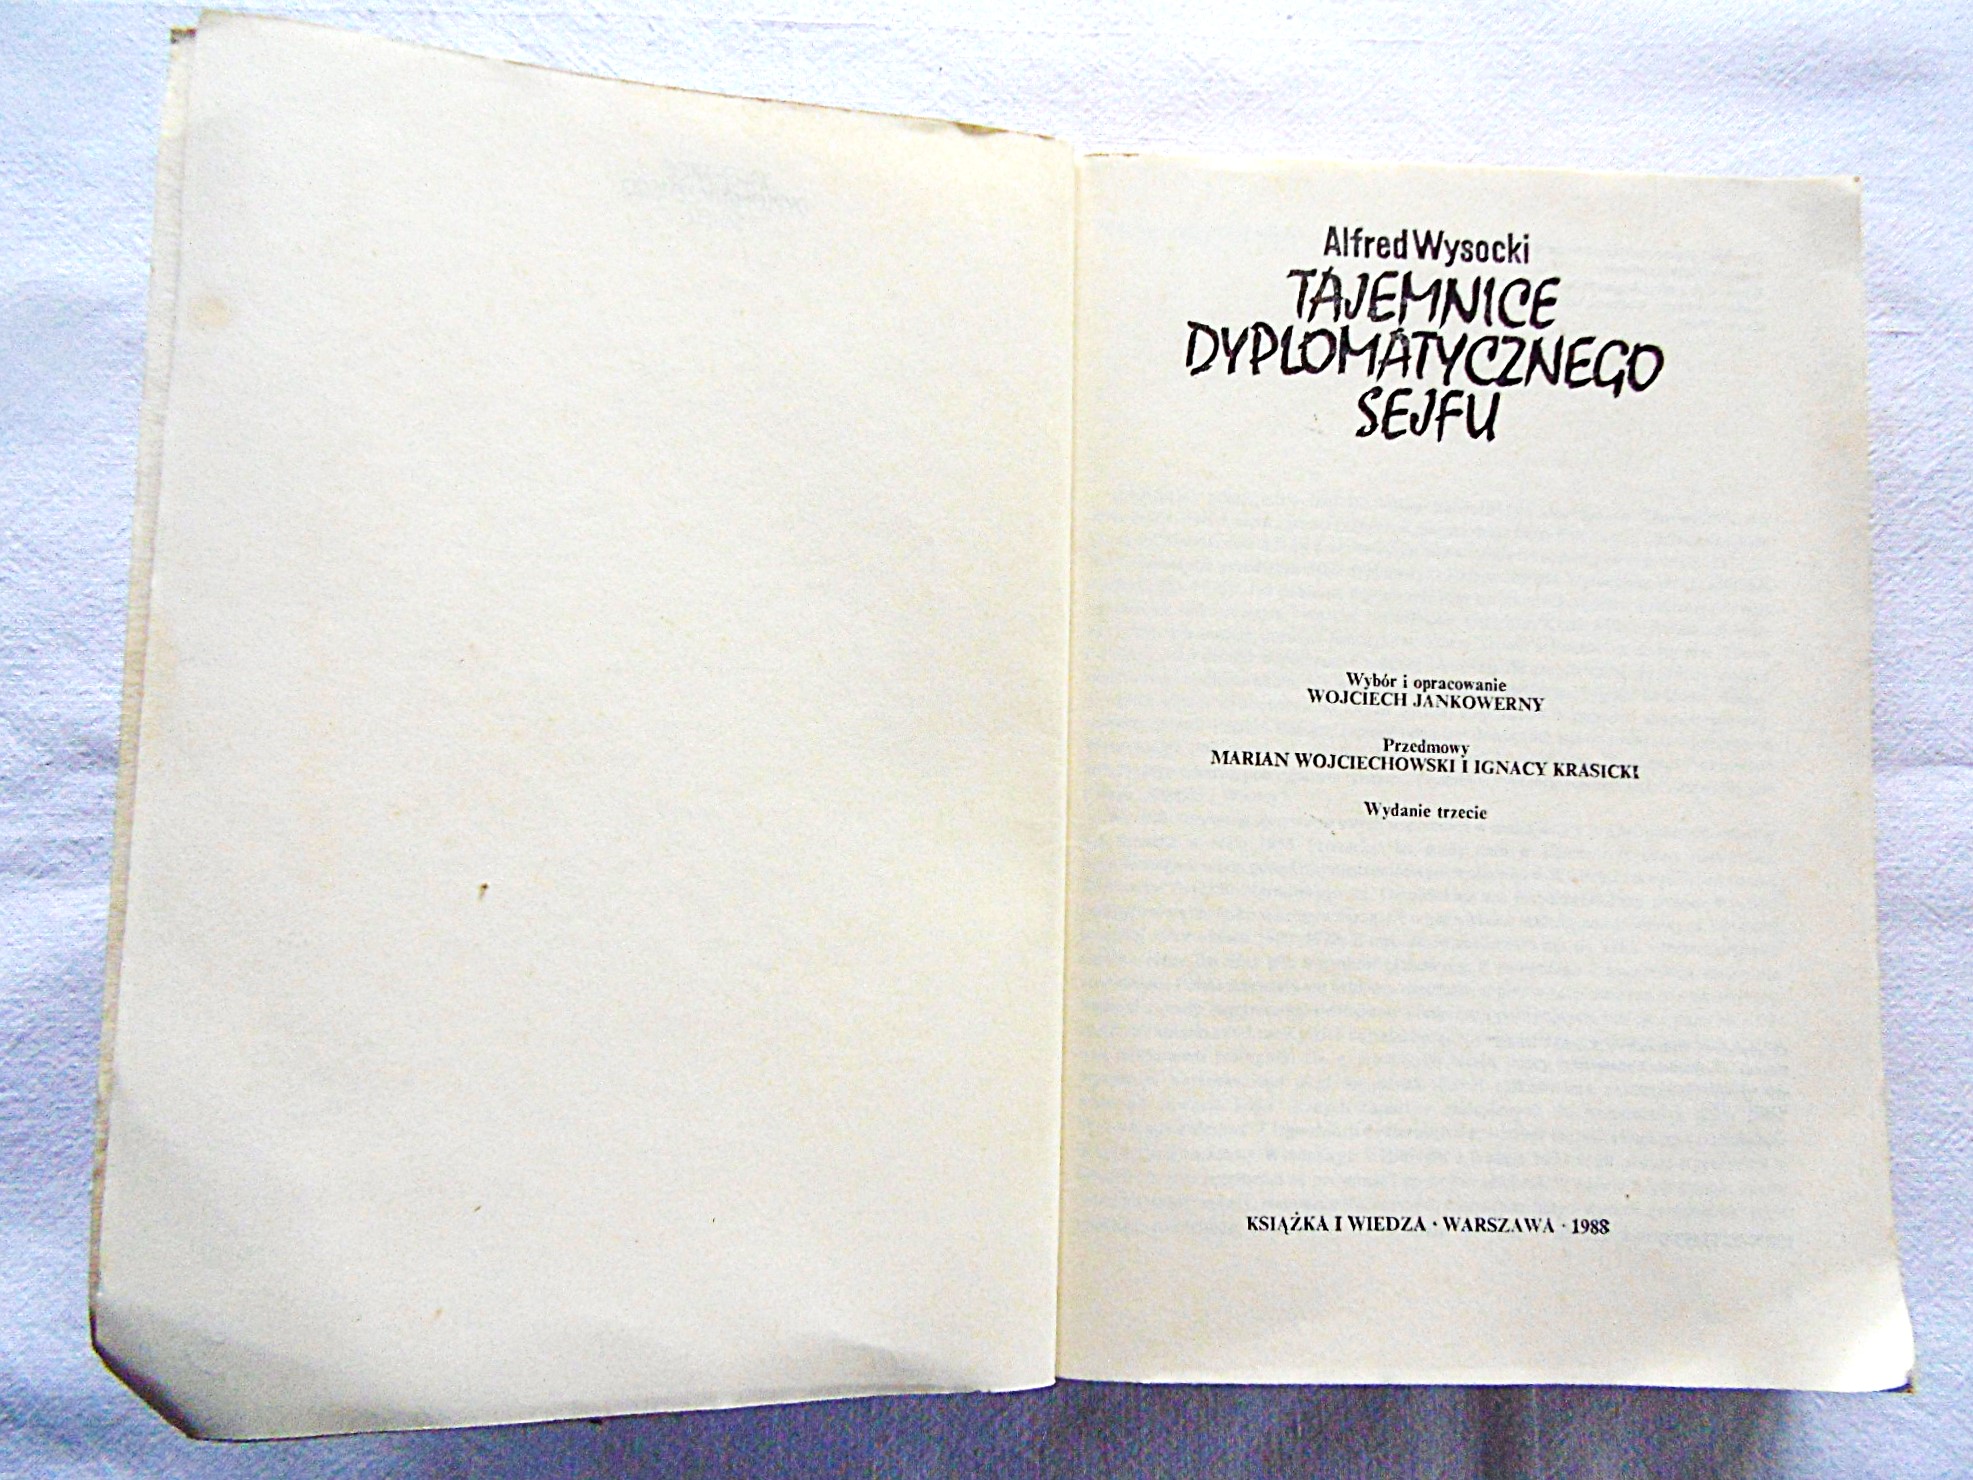 Alfred Wysocki
TAJEMNICE
DYPLOMATYCZNEGO
SEJFU
Wybór i opracowanie
WOJCIECH JANKOWERNY
Przedmowy
MARIAN WOJCIECHOWSKI I IGNACY KRASICKI
Wydanie trzecie
KSIĄŻKA I WIEDZA · WARSZAWA · 1988